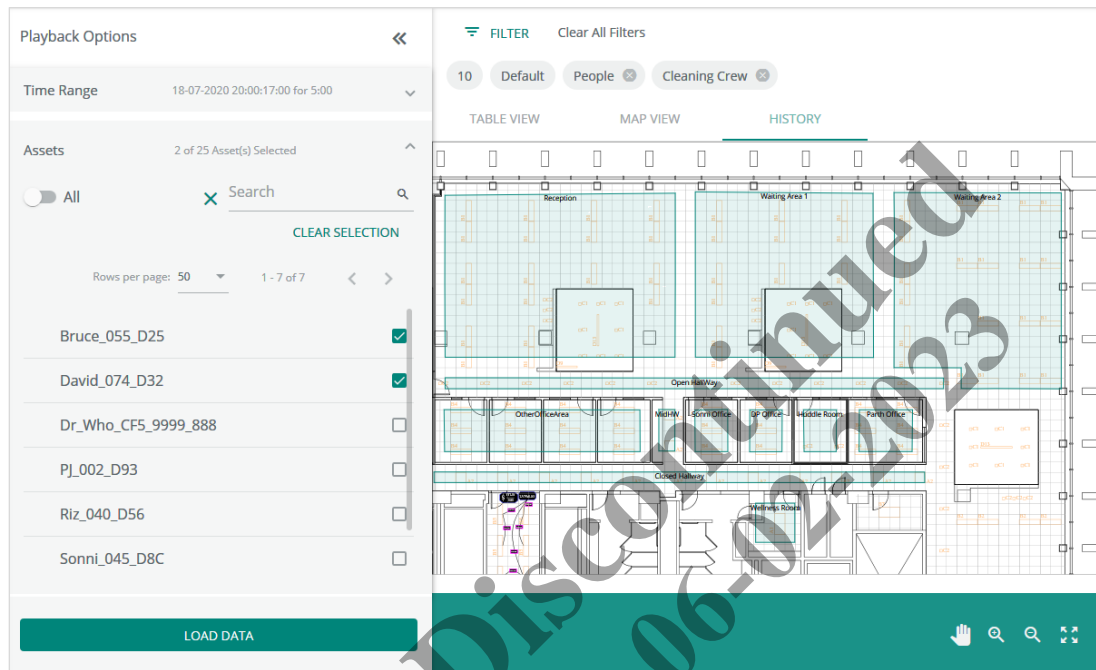 Playback Options
Time Range
18-07-2020 20:00:17:00 for 5:00
Assets
2 of 25 Asset(s) Selected
All
Search
CLEAR SELECTION
Rows per page: 50
1 - 7 of 7
Bruce_055_D25
David_074_D32
Dr_Who_CF5_9999_888
PJ_002_D93
Riz_040_D56
Sonni_045_D8C
LOAD DATA
FILTER
Clear All Filters
10
Default
People
Cleaning Crew
TABLE VIEW
MAP VIEW
HISTORY
Reception
Waiting Area 1
Waiting Area 2
Open HallWay
OtherOfficeArea
MidHW
Sonni Office
DP Office
Huddle Room
Parth Office
Closed Hallway
Wellness Room
Discontinued
06-02-2023